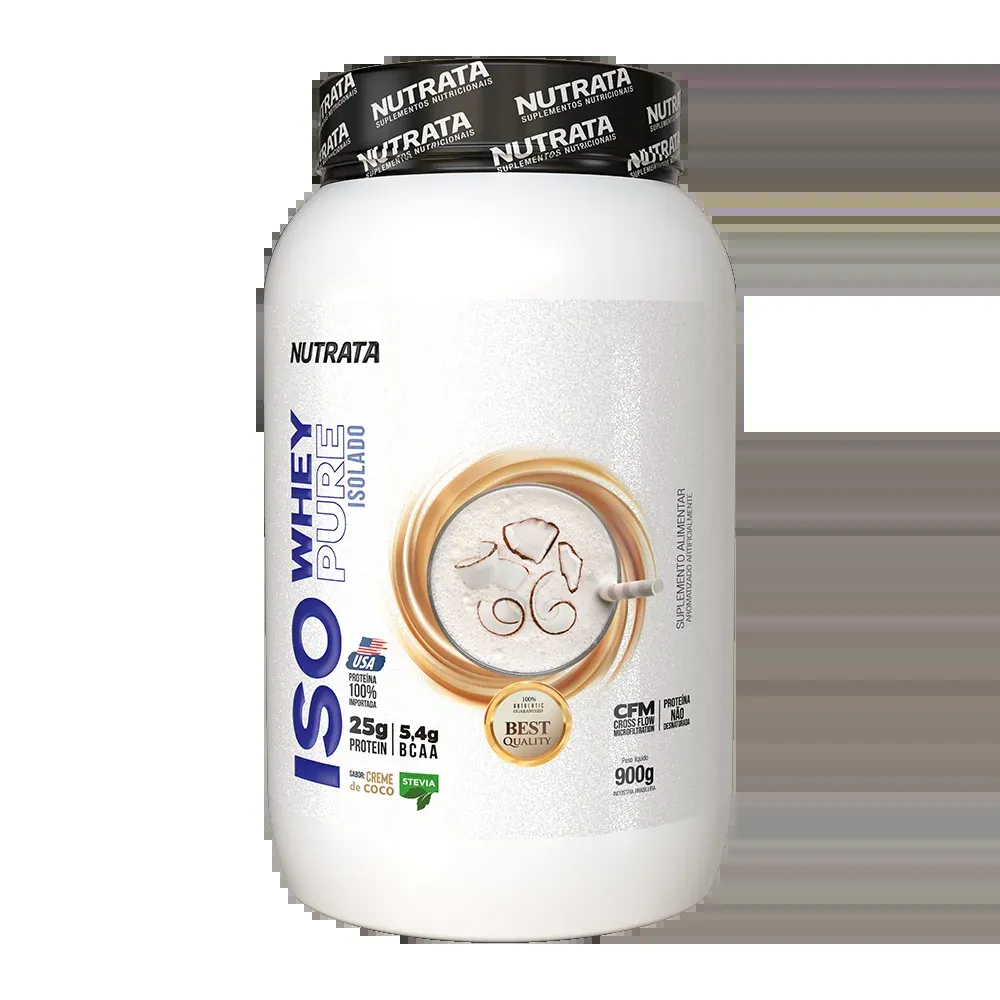 NUTRATA
SUPLEMENTOS NUTRICIONAIS
NUTRATA
SUPLEMENTOS NUTRICIONAIS
NUTRATA
SUPLEMENTOS NUTRICIONAIS
NUTRATA
SUPLEMENTOS NUTRICIONAIS
NUTRATA
ISO WHEY
PURE
ISOLADO
USA
PROTEÍNA
100%
IMPORTADA
25g
PROTEIN
5,4g
BCAA
SABOR: CREME
de COCO
STEVIA
100%
AUTHENTIC
GUARANTEED
BEST
QUALITY
SUPLEMENTO ALIMENTAR
AROMATIZADO ARTIFICIALMENTE
CFM
CROSS FLOW
MICROFILTRATION
PROTEÍNA
NÃO
DESNATURADA
Peso líquido
900g
INDÚSTRIA BRASILEIRA